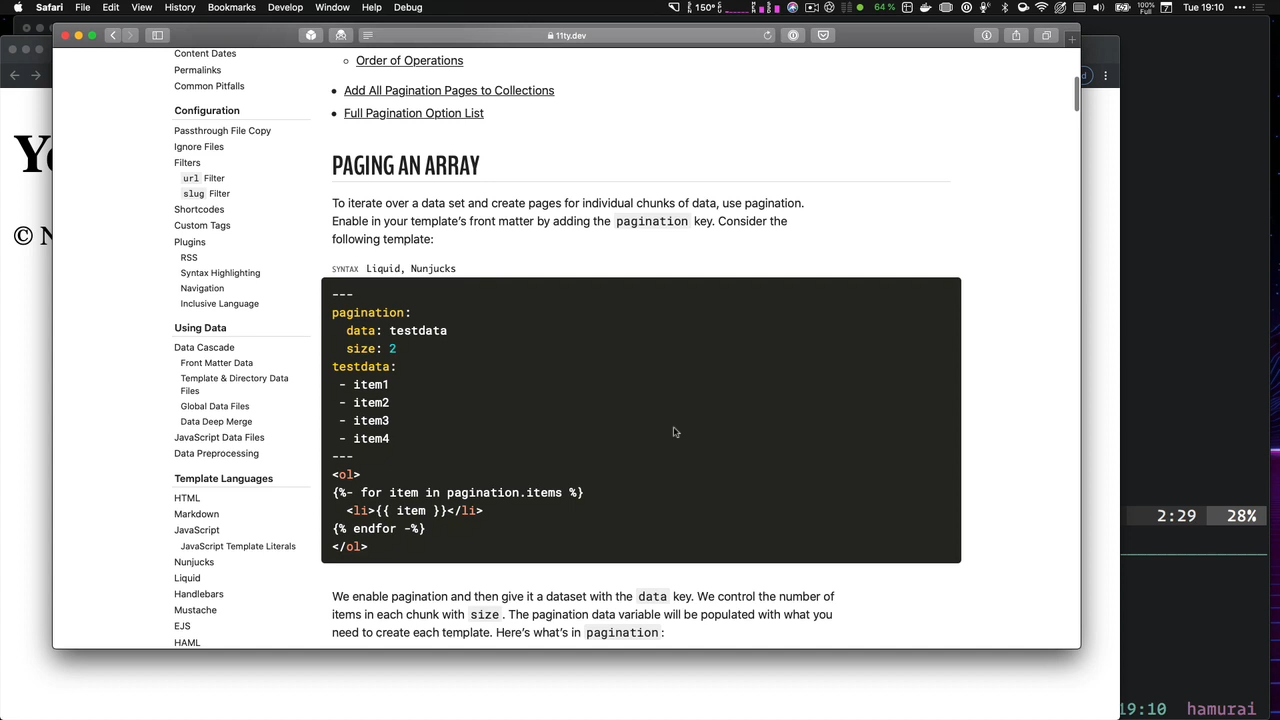 Safari File Edit View History Bookmarks Develop Window Help Debug
150° 64 % 100% Full Tue 19:10
11ty.dev
Content Dates
Permalinks
Common Pitfalls
Configuration
Passthrough File Copy
Ignore Files
Filters
url Filter
slug Filter
Shortcodes
Custom Tags
Plugins
RSS
Syntax Highlighting
Navigation
Inclusive Language
Using Data
Data Cascade
Front Matter Data
Template & Directory Data
Files
Global Data Files
Data Deep Merge
JavaScript Data Files
Data Preprocessing
Template Languages
HTML
Markdown
JavaScript
JavaScript Template Literals
Nunjucks
Liquid
Handlebars
Mustache
EJS
HAML
Order of Operations
Add All Pagination Pages to Collections
Full Pagination Option List
PAGING AN ARRAY
To iterate over a data set and create pages for individual chunks of data, use pagination.
Enable in your template’s front matter by adding the pagination key. Consider the
following template:
SYNTAX Liquid, Nunjucks
---
pagination:
data: testdata
size: 2
testdata:
- item1
- item2
- item3
- item4
---
<ol>
{%- for item in pagination.items %}
<li>{{ item }}</li>
{% endfor -%}
</ol>
We enable pagination and then give it a dataset with the data key. We control the number of
items in each chunk with size. The pagination data variable will be populated with what you
need to create each template. Here’s what’s in pagination:
© N
2:29 28%
19:10 hamurai